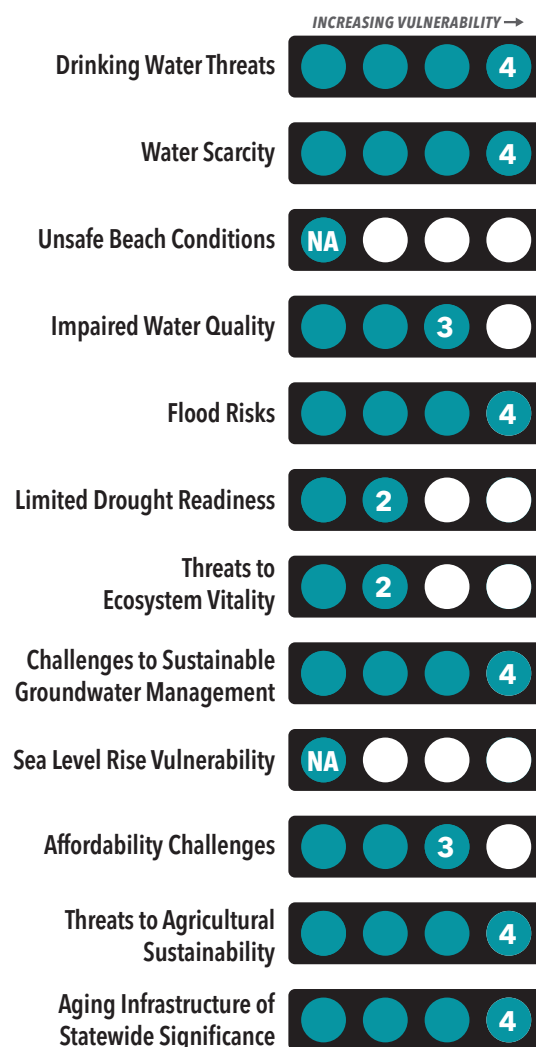 INCREASING VULNERABILITY →
Drinking Water Threats 4
Water Scarcity 4
Unsafe Beach Conditions NA
Impaired Water Quality 3
Flood Risks 4
Limited Drought Readiness 2
Threats to
Ecosystem Vitality 2
Challenges to Sustainable
Groundwater Management 4
Sea Level Rise Vulnerability NA
Affordability Challenges 3
Threats to Agricultural
Sustainability 4
Aging Infrastructure of
Statewide Significance 4